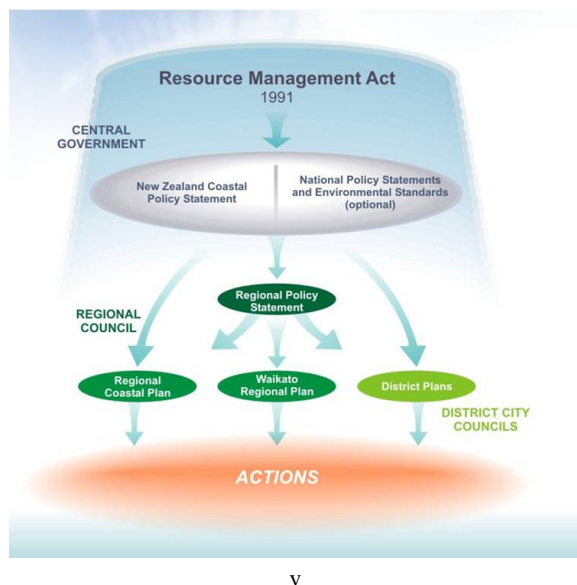 Resource Management Act
1991
CENTRAL
GOVERNMENT
New Zealand Coastal
Policy Statement
National Policy Statements
and Environmental Standards
(optional)
Regional Policy
Statement
REGIONAL
COUNCIL
Regional
Coastal Plan
Waikato
Regional Plan
District Plans
DISTRICT CITY
COUNCILS
ACTIONS
v